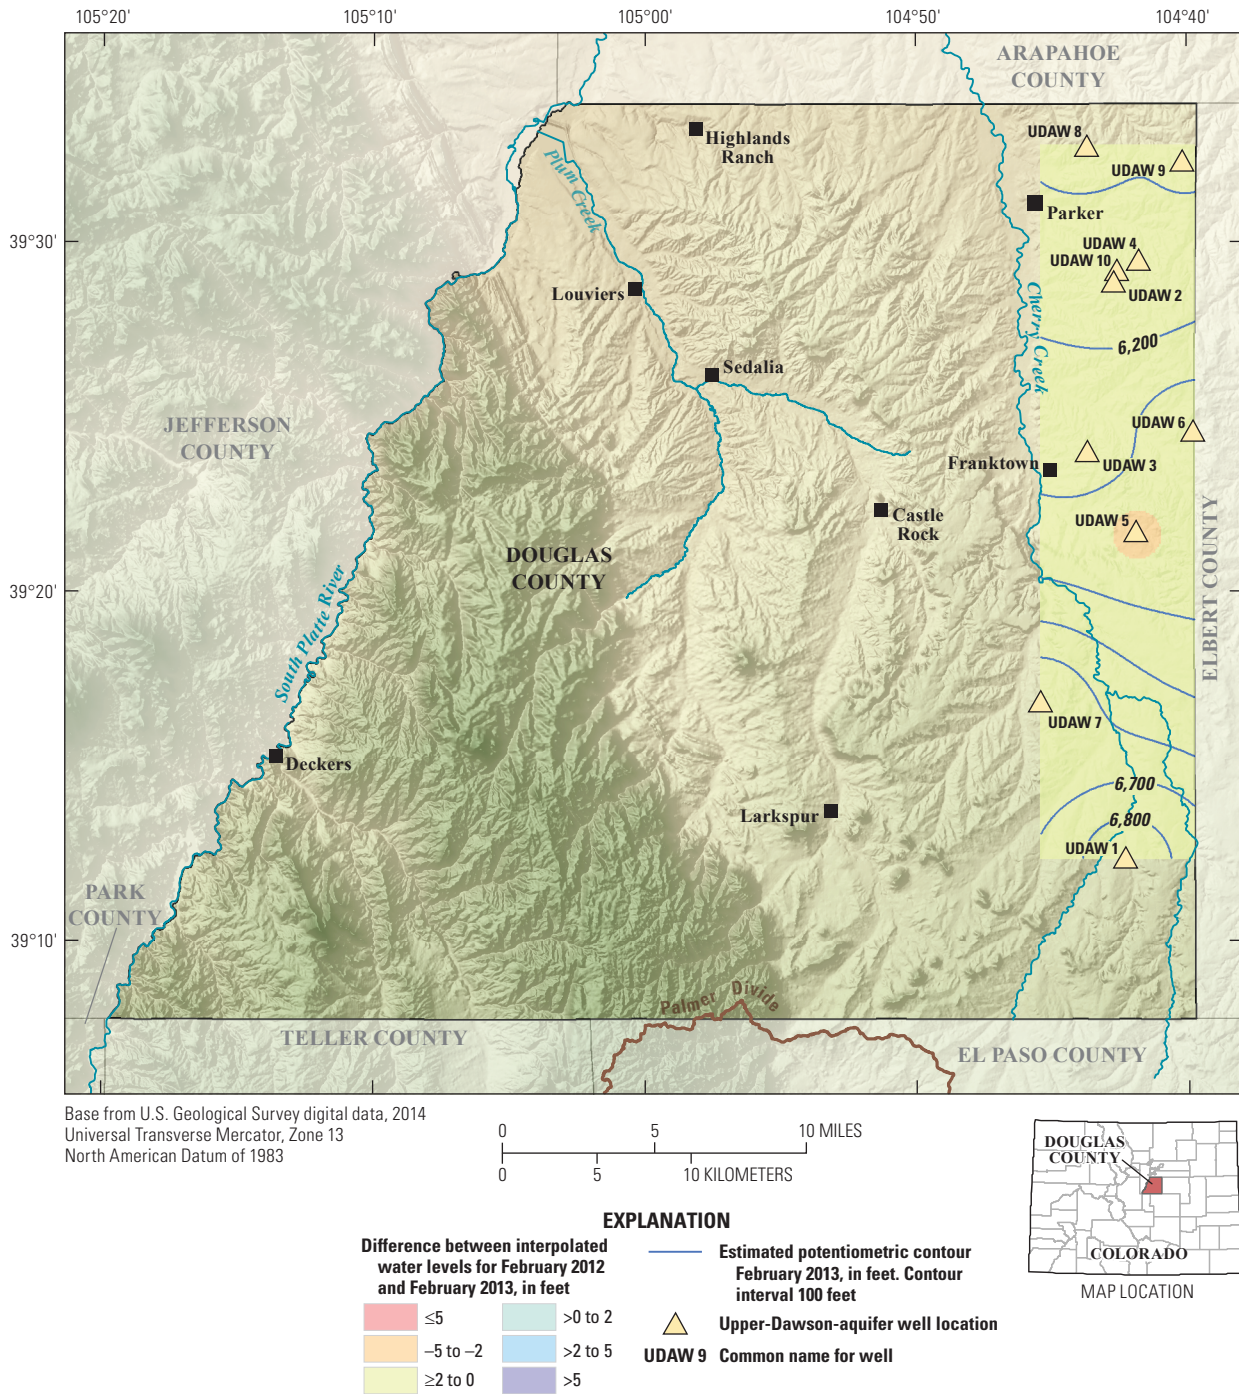 105°20'
105°10'
105°00'
104°50'
104°40'
ARAPAHOE
COUNTY
UDAW 8
Highlands
Ranch
UDAW 9
Plum Creek
Parker
39°30'
UDAW 4
UDAW 10
UDAW 2
Louviers
Cherry Creek
6,200
Sedalia
JEFFERSON
COUNTY
UDAW 6
Franktown
UDAW 3
Castle
Rock
UDAW 5
DOUGLAS
COUNTY
ELBERT COUNTY
39°20'
South Platte River
UDAW 7
Deckers
6,700
Larkspur
6,800
UDAW 1
PARK
COUNTY
39°10'
Palmer Divide
TELLER COUNTY
EL PASO COUNTY
Base from U.S. Geological Survey digital data, 2014
Universal Transverse Mercator, Zone 13
North American Datum of 1983
0 5 10 MILES
0 5 10 KILOMETERS
DOUGLAS
COUNTY
COLORADO
MAP LOCATION
EXPLANATION
Difference between interpolated
water levels for February 2012
and February 2013, in feet
≤5
–5 to –2
≥2 to 0
>0 to 2
>2 to 5
>5
Estimated potentiometric contour
February 2013, in feet. Contour
interval 100 feet
Upper-Dawson-aquifer well location
UDAW 9 Common name for well